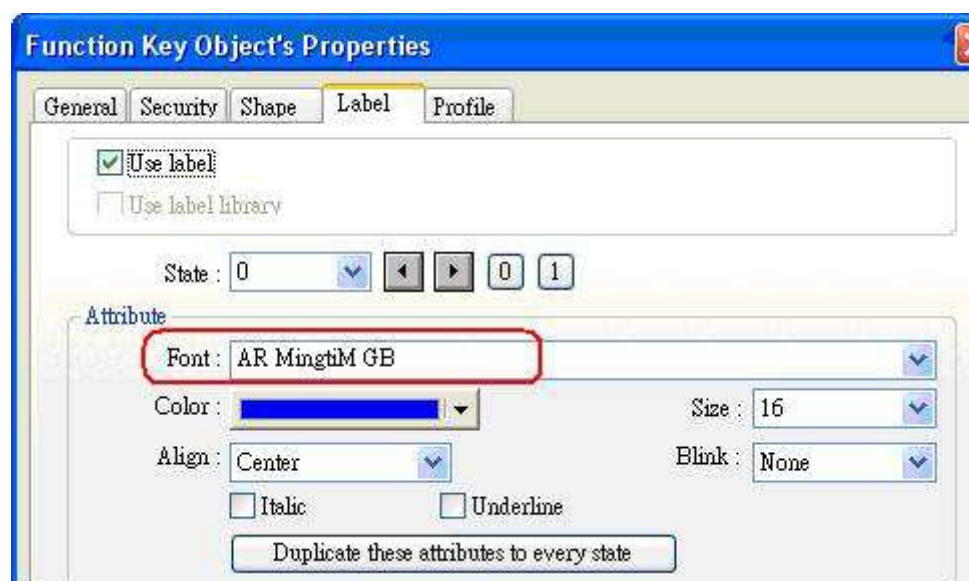 Function Key Object's Properties
General Security Shape Label Profile
Use label
Use label library
State : 0 0 1
Attribute
Font : AR MingtiM GB
Color : Size : 16
Align : Center Blink : None
Italic Underline
Duplicate these attributes to every state